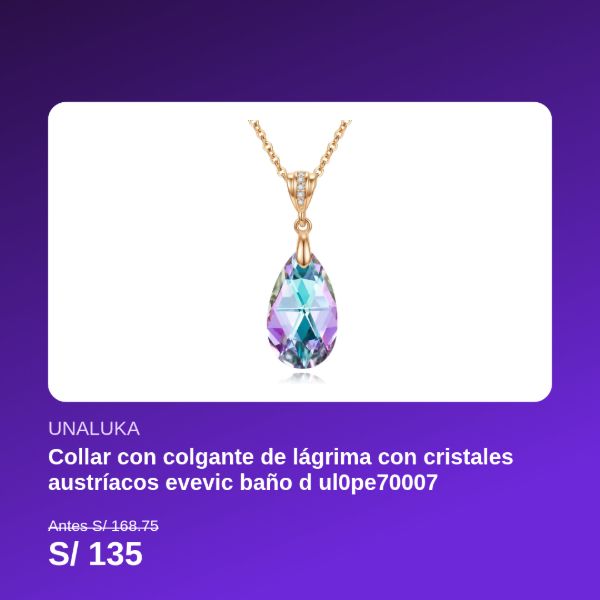 UNALUKA
Collar con colgante de lágrima con cristales
austríacos evevic baño d ul0pe70007
Antes S/ 168.75
S/ 135